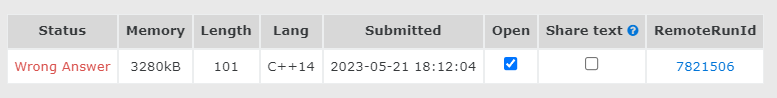 Status Memory Length Lang Submitted Open Share text ? RemoteRunId
Wrong Answer 3280kB 101 C++14 2023-05-21 18:12:04 7821506